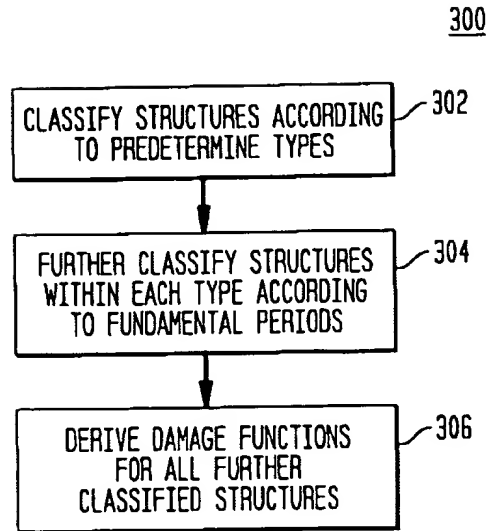 300
CLASSIFY STRUCTURES ACCORDING
TO PREDETERMINE TYPES
302
FURTHER CLASSIFY STRUCTURES
WITHIN EACH TYPE ACCORDING
TO FUNDAMENTAL PERIODS
304
DERIVE DAMAGE FUNCTIONS
FOR ALL FURTHER
CLASSIFIED STRUCTURES
306